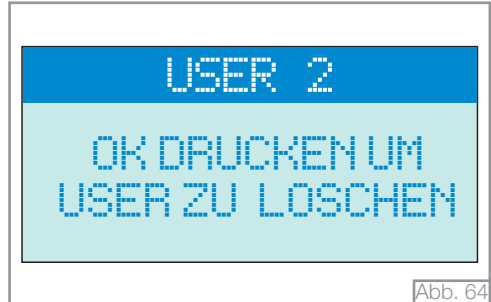 USER 2
OK DRUCKEN UM
USER ZU LOSCHEN
Abb. 64